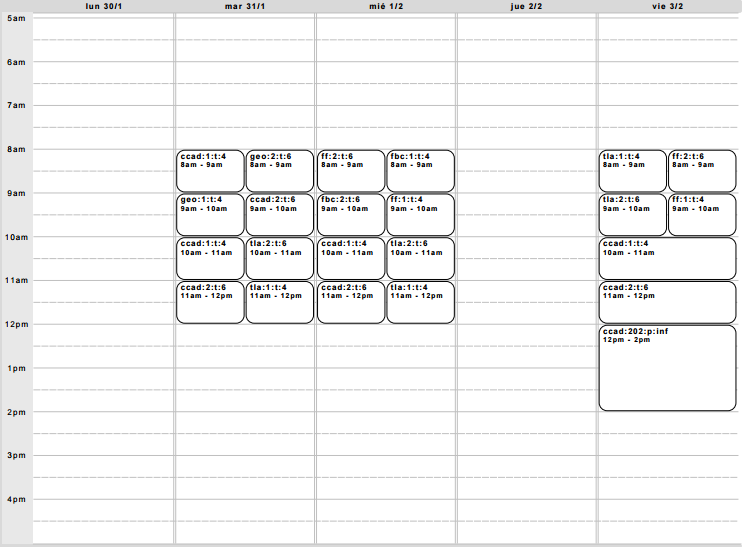 lun 30/1 mar 31/1 mié 1/2 jue 2/2 vie 3/2
5am
6am
7am
8am
ccad:1:t:4 geo:2:t:6 ff:2:t:6 fbc:1:t:4 tla:1:t:4 ff:2:t:6
8am - 9am 8am - 9am 8am - 9am 8am - 9am 8am - 9am 8am - 9am
9am
geo:1:t:4 ccad:2:t:6 fbc:2:t:6 ff:1:t:4 tla:2:t:6 ff:1:t:4
9am - 10am 9am - 10am 9am - 10am 9am - 10am 9am - 10am 9am - 10am
10am
ccad:1:t:4 tla:2:t:6 ccad:1:t:4 tla:2:t:6 ccad:1:t:4
10am - 11am 10am - 11am 10am - 11am 10am - 11am 10am - 11am
11am
ccad:2:t:6 tla:1:t:4 ccad:2:t:6 tla:1:t:4 ccad:2:t:6
11am - 12pm 11am - 12pm 11am - 12pm 11am - 12pm 11am - 12pm
12pm
ccad:202:p:inf
12pm - 2pm
1pm
2pm
3pm
4pm